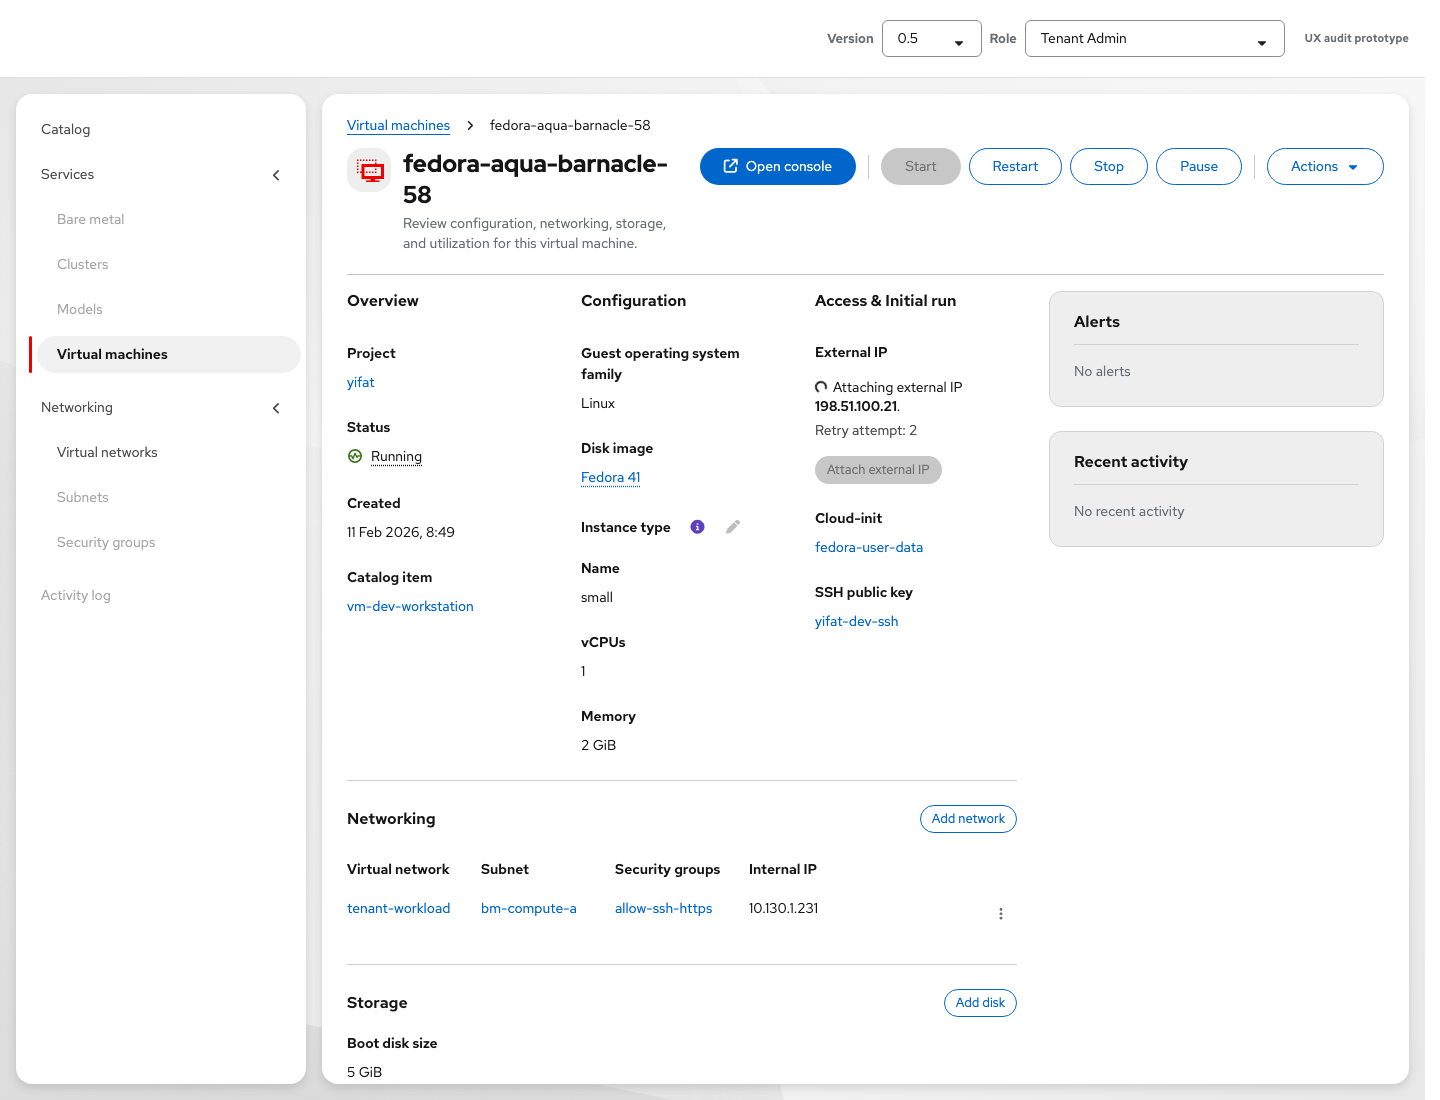 Version 0.5 Role Tenant Admin UX audit prototype
Catalog
Services
Bare metal
Clusters
Models
Virtual machines
Networking
Virtual networks
Subnets
Security groups
Activity log
Virtual machines > fedora-aqua-barnacle-58
fedora-aqua-barnacle-
58
Review configuration, networking, storage,
and utilization for this virtual machine.
Open console Start Restart Stop Pause Actions
Overview
Project
yifat
Status
Running
Created
11 Feb 2026, 8:49
Catalog item
vm-dev-workstation
Configuration
Guest operating system
family
Linux
Disk image
Fedora 41
Instance type
Name
small
vCPUs
1
Memory
2 GiB
Access & Initial run
External IP
Attaching external IP
198.51.100.21.
Retry attempt: 2
Attach external IP
Cloud-init
fedora-user-data
SSH public key
yifat-dev-ssh
Alerts
No alerts
Recent activity
No recent activity
Networking Add network
Virtual network Subnet Security groups Internal IP
tenant-workload bm-compute-a allow-ssh-https 10.130.1.231
Storage Add disk
Boot disk size
5 GiB